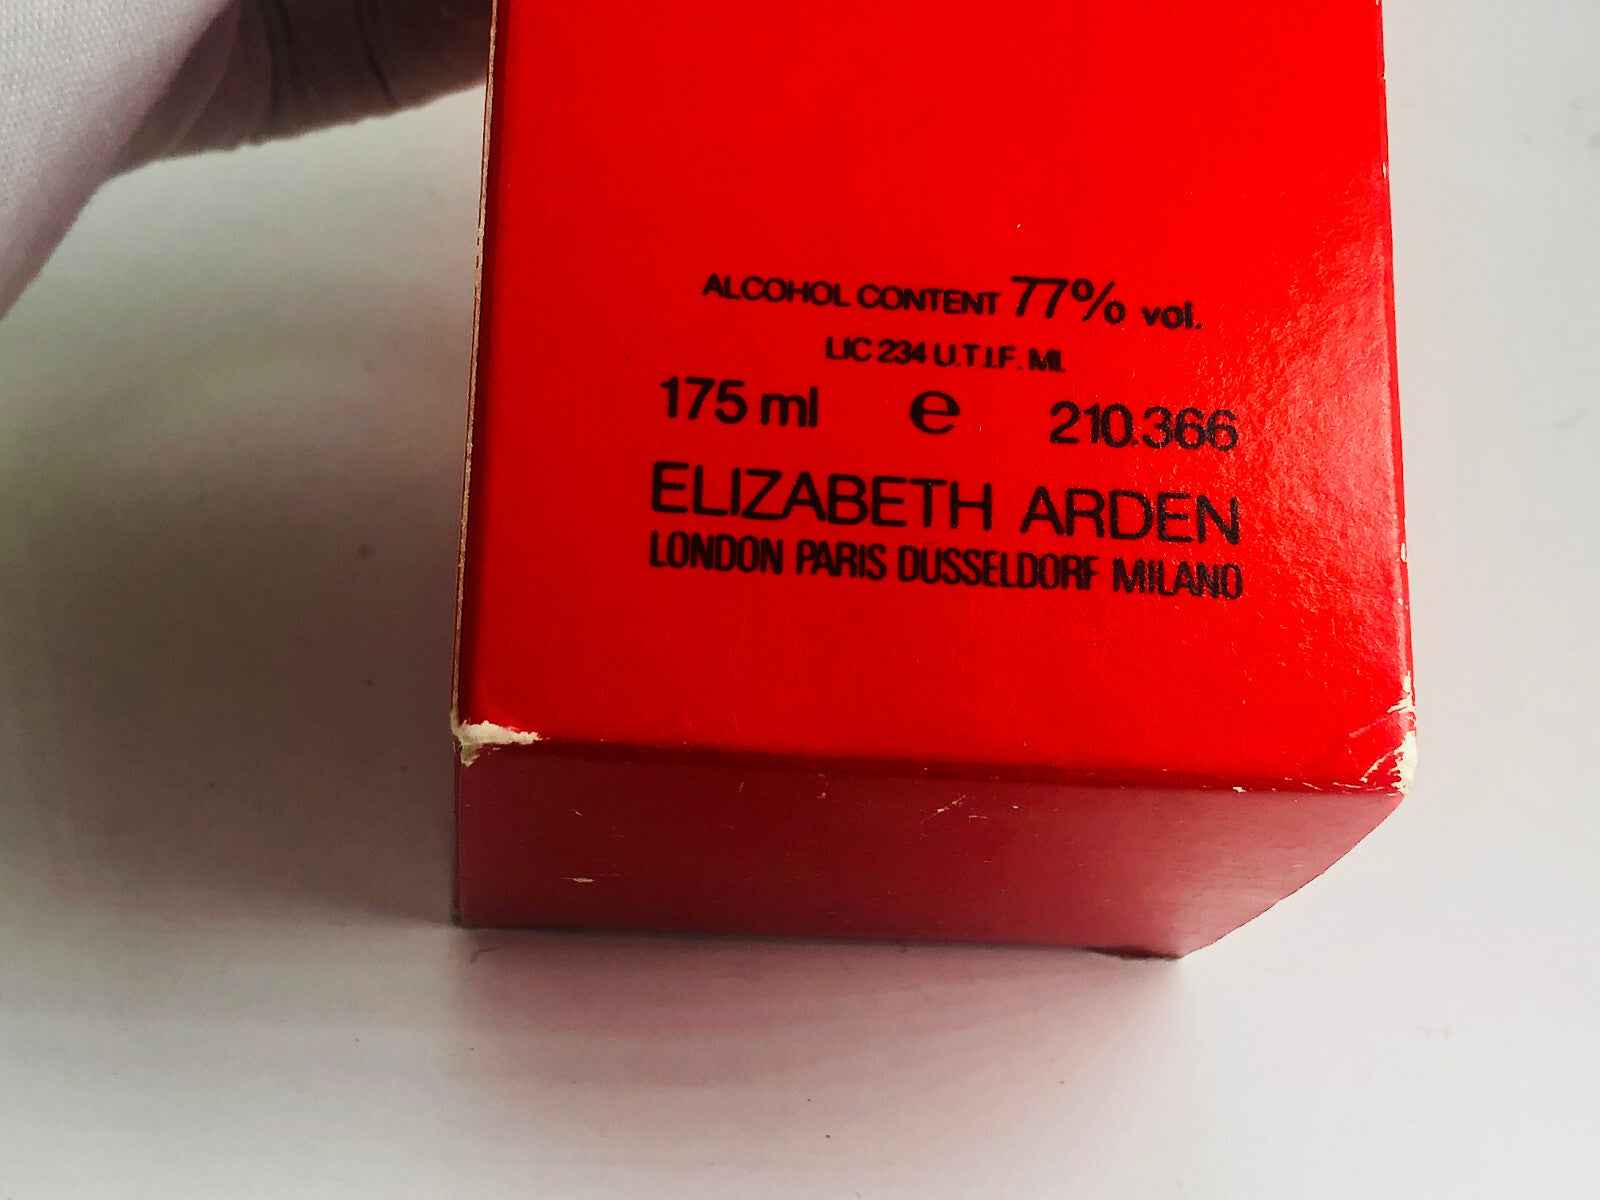 ALCOHOL CONTENT 77% vol.
LIC 234 U.T.I.F. MI.
175 ml e 210.366
ELIZABETH ARDEN
LONDON PARIS DUSSELDORF MILANO